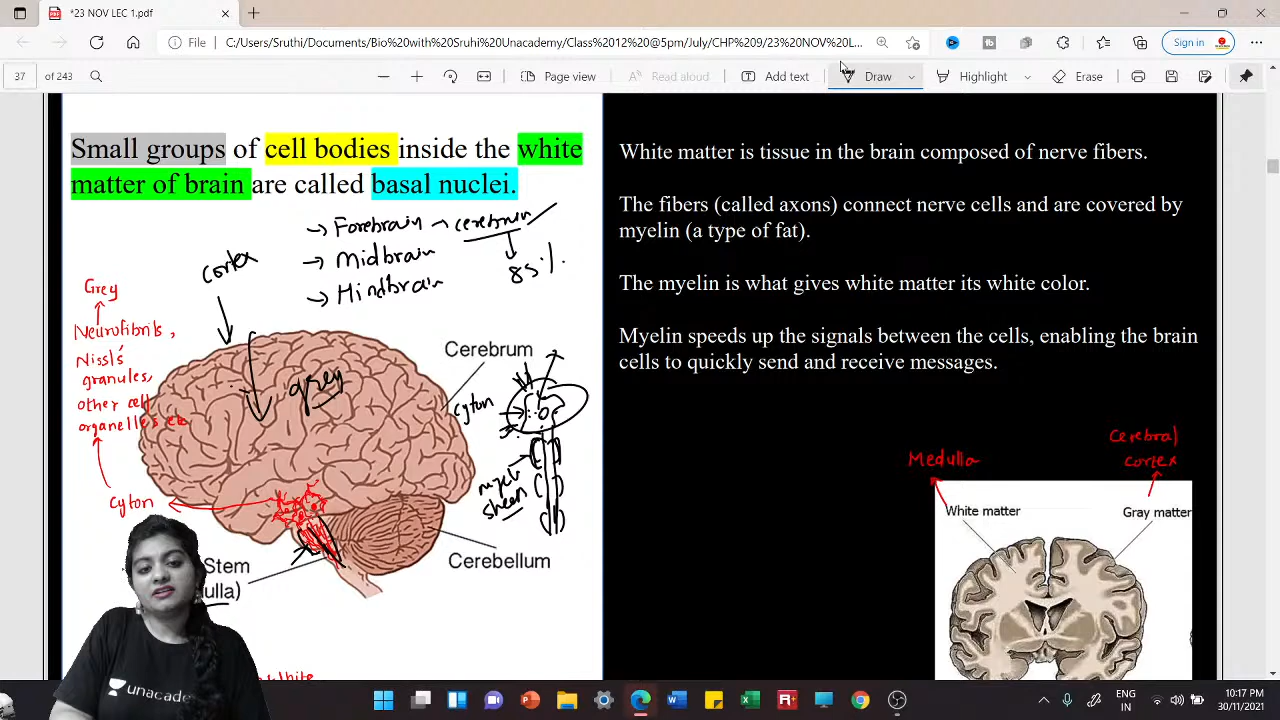 *23 NOV LEC 1.pdf
File
C:/Users/Sruthi/Documents/Bio%20with%20Sruhi%20Unacademy/Class%2012%20@5pm/July/CHP%209/23%20NOV%20L...
Sign in
37 of 243
Page view
Read aloud
Add text
Draw
Highlight
Erase
Small groups of cell bodies inside the white
matter of brain are called basal nuclei.
→ Forebrain → cerebrum
→ Midbrain
→ Hindbrain
85%.
cortex
Grey
Neurofibrils,
Nissl's
granules,
other cell
organelles etc
Cyton
grey
Cerebrum
cyton
myelin
Cerebellum
Stem
ulla)
White matter is tissue in the brain composed of nerve fibers.
The fibers (called axons) connect nerve cells and are covered by
myelin (a type of fat).
The myelin is what gives white matter its white color.
Myelin speeds up the signals between the cells, enabling the brain
cells to quickly send and receive messages.
Medulla
Cerebral
cortex
White matter
Gray matter
unacade
ENG
IN
10:17 PM
30/11/2021